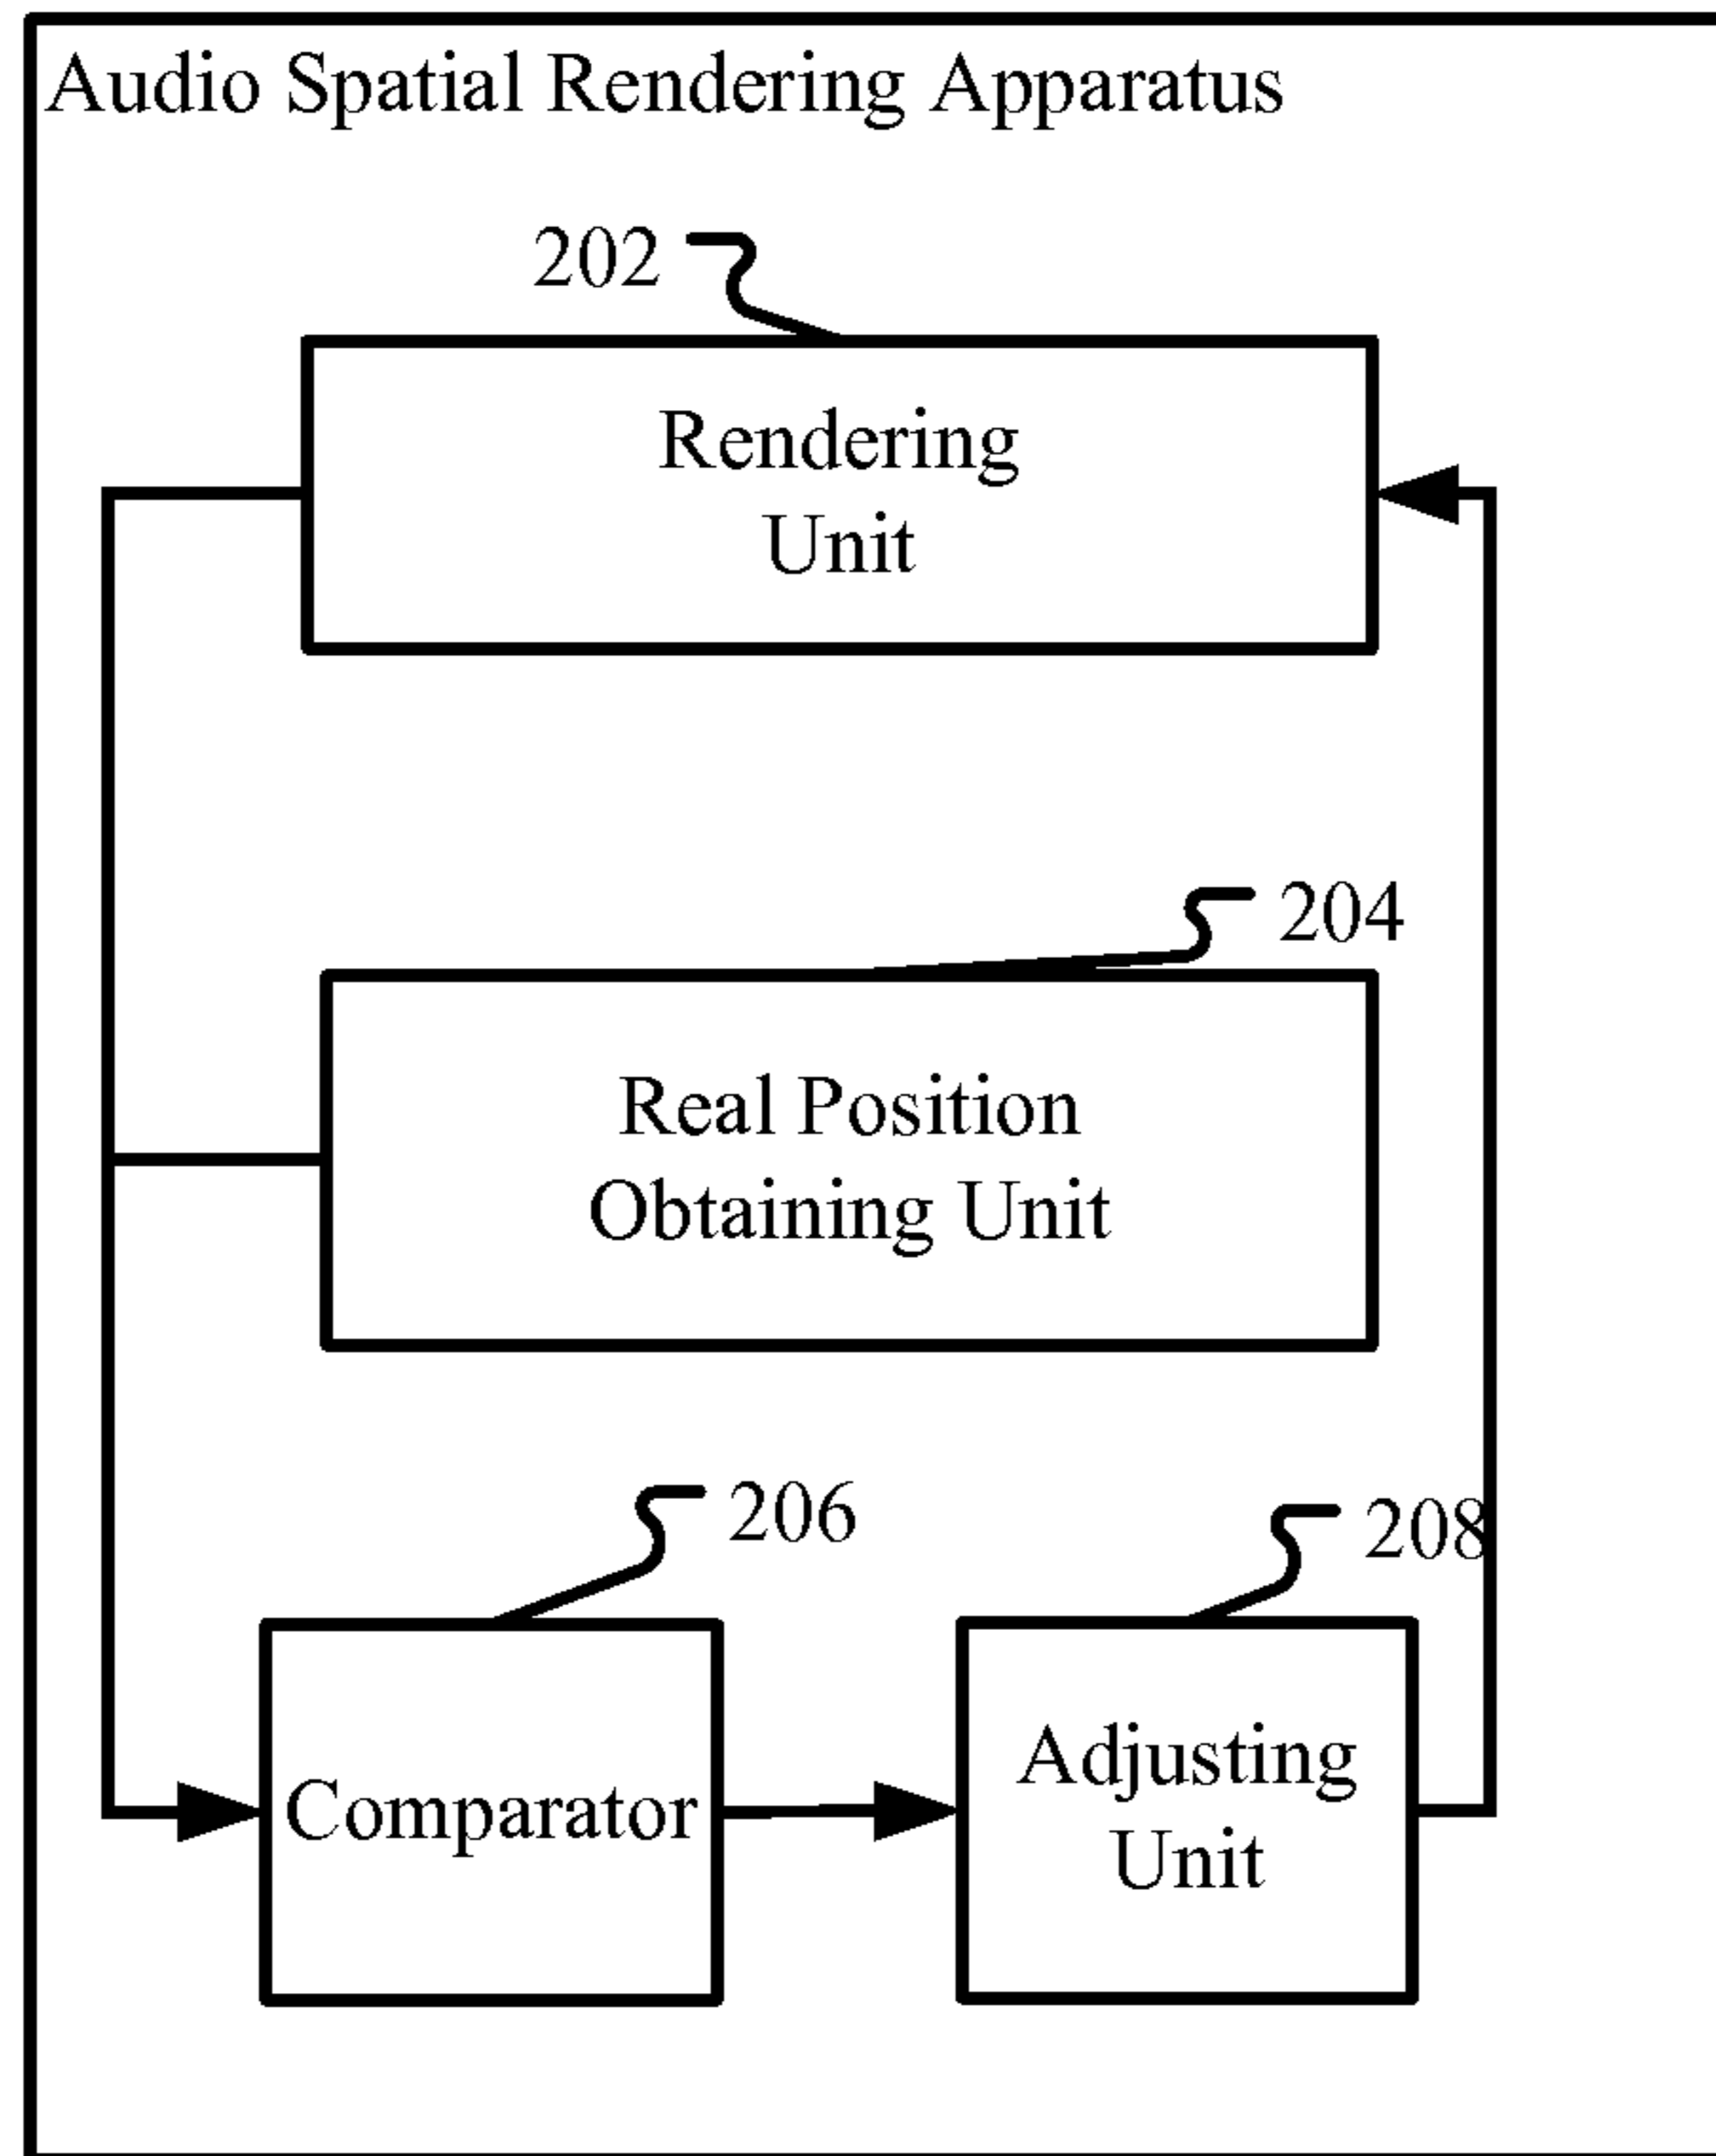 Audio Spatial Rendering Apparatus
202
Rendering
Unit
204
Real Position
Obtaining Unit
206
208
Comparator
Adjusting
Unit